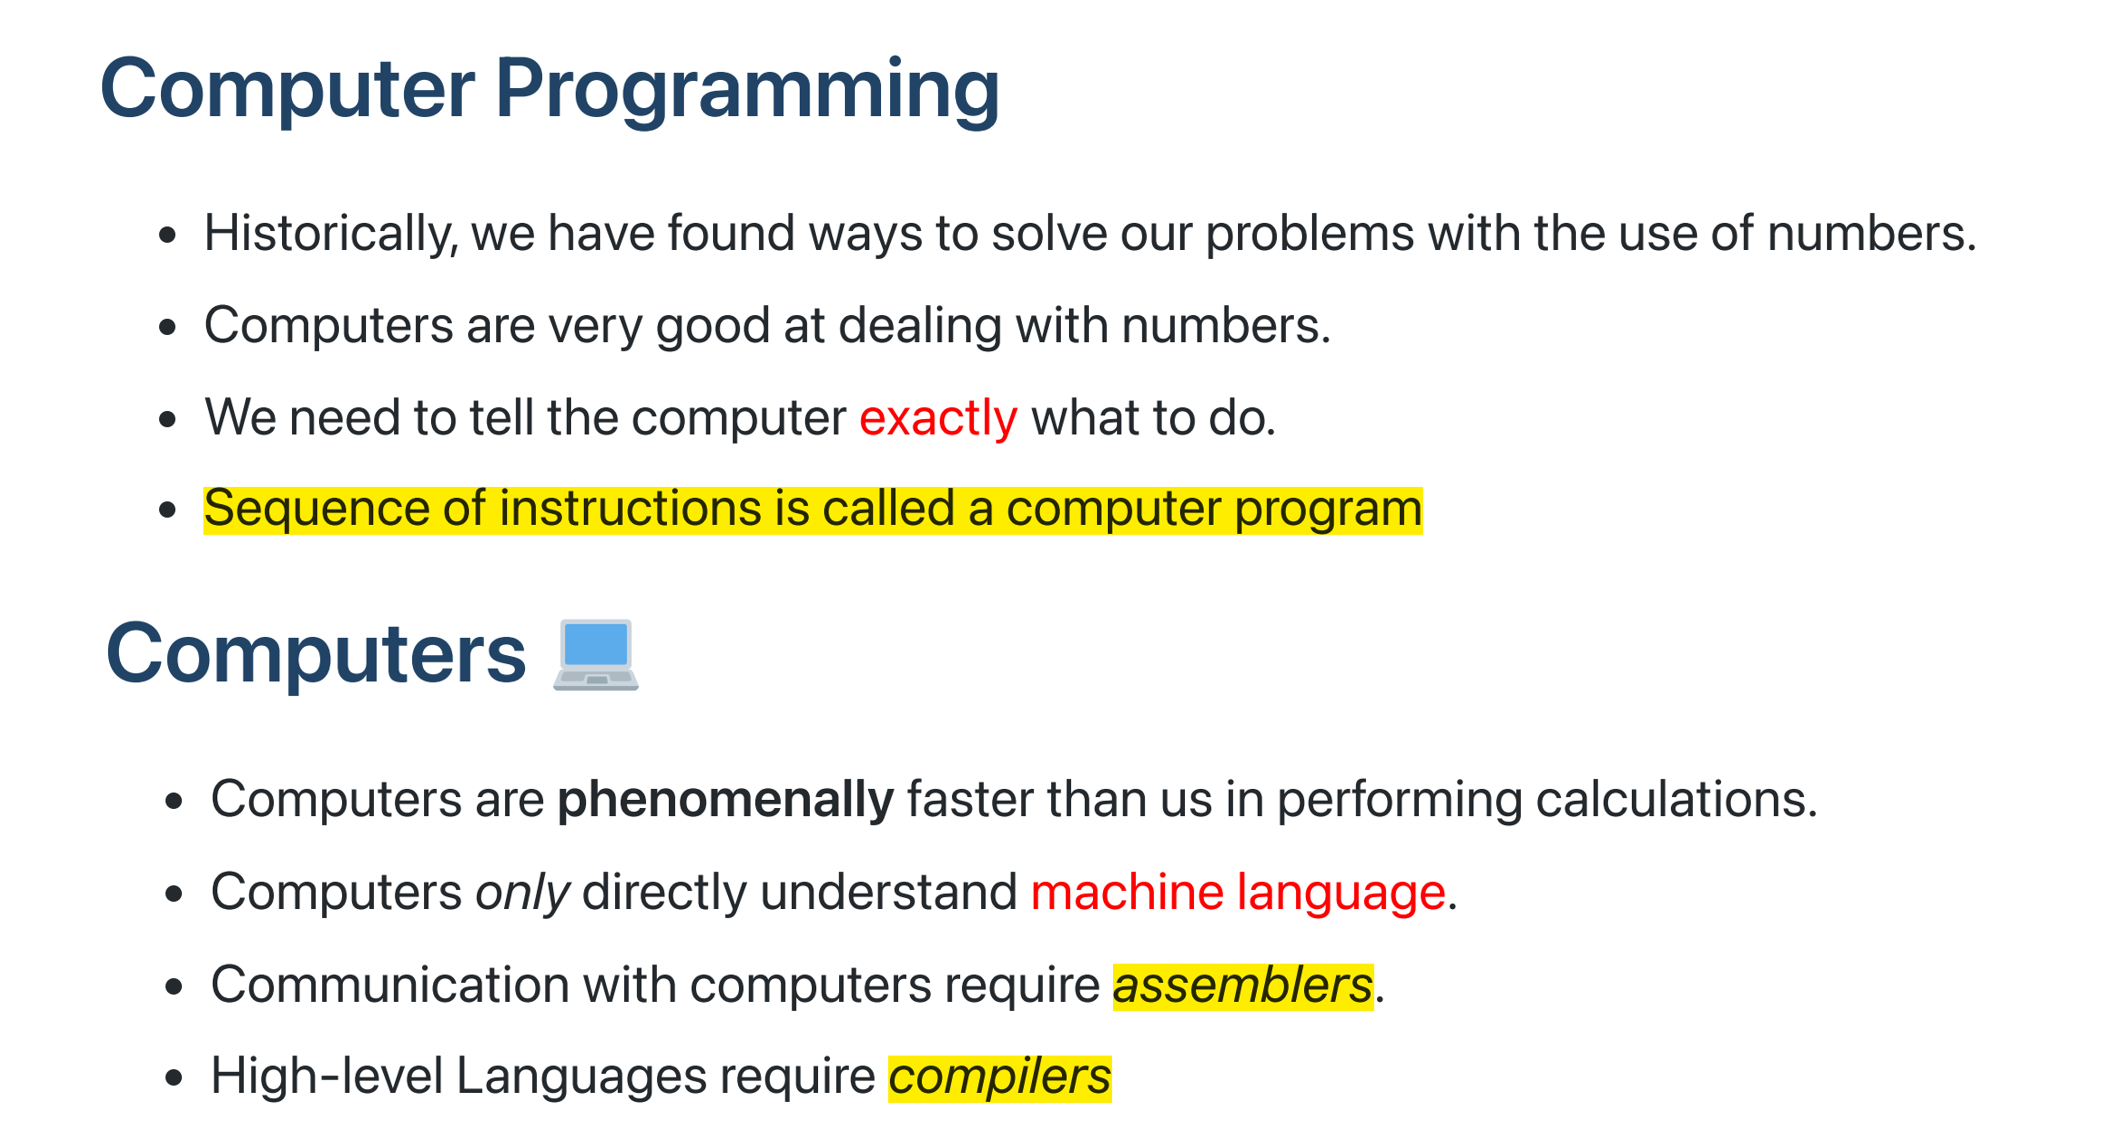 Computer Programming
• Historically, we have found ways to solve our problems with the use of numbers.
• Computers are very good at dealing with numbers.
• We need to tell the computer exactly what to do.
• Sequence of instructions is called a computer program
Computers 💻
• Computers are phenomenally faster than us in performing calculations.
• Computers only directly understand machine language.
• Communication with computers require assemblers.
• High-level Languages require compilers